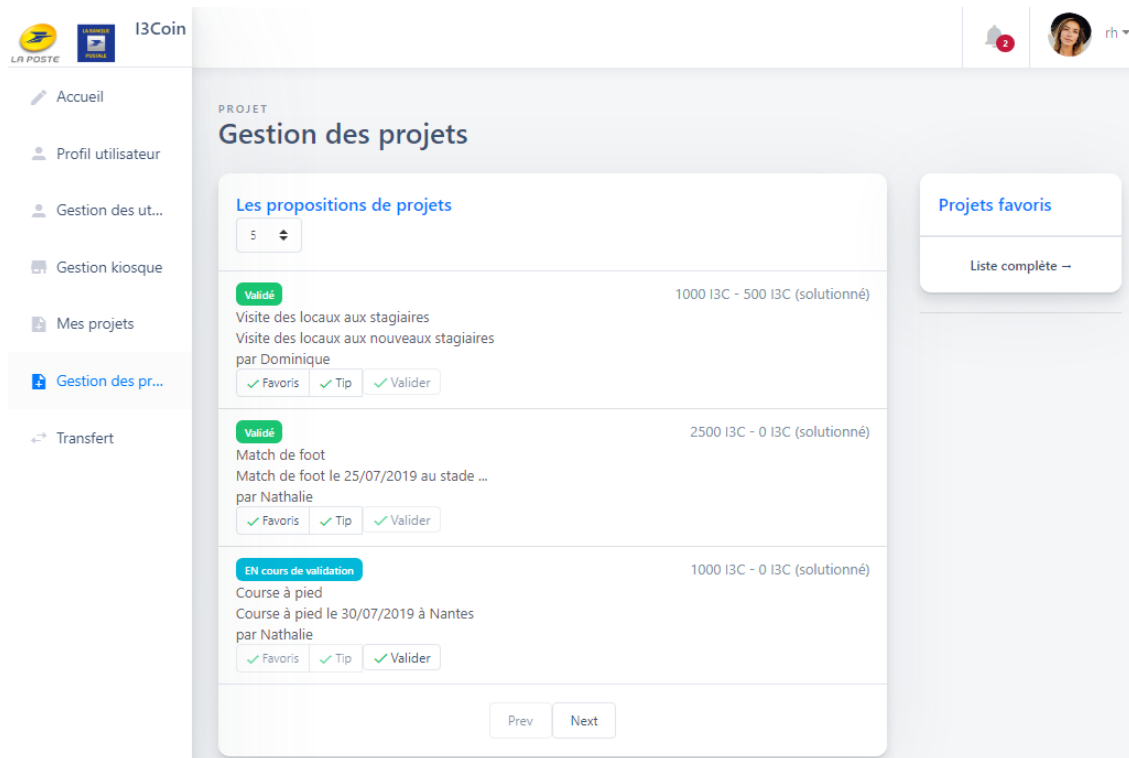 LA POSTE
LA BANQUE
POSTALE
I3Coin
2
rh
Accueil
Profil utilisateur
Gestion des ut...
Gestion kiosque
Mes projets
Gestion des pr...
Transfert
PROJET
Gestion des projets
Les propositions de projets
5
Validé
1000 I3C - 500 I3C (solutionné)
Visite des locaux aux stagiaires
Visite des locaux aux nouveaux stagiaires
par Dominique
Favoris Tip Valider
Validé
2500 I3C - 0 I3C (solutionné)
Match de foot
Match de foot le 25/07/2019 au stade ...
par Nathalie
Favoris Tip Valider
EN cours de validation
1000 I3C - 0 I3C (solutionné)
Course à pied
Course à pied le 30/07/2019 à Nantes
par Nathalie
Favoris Tip Valider
Prev Next
Projets favoris
Liste complète →